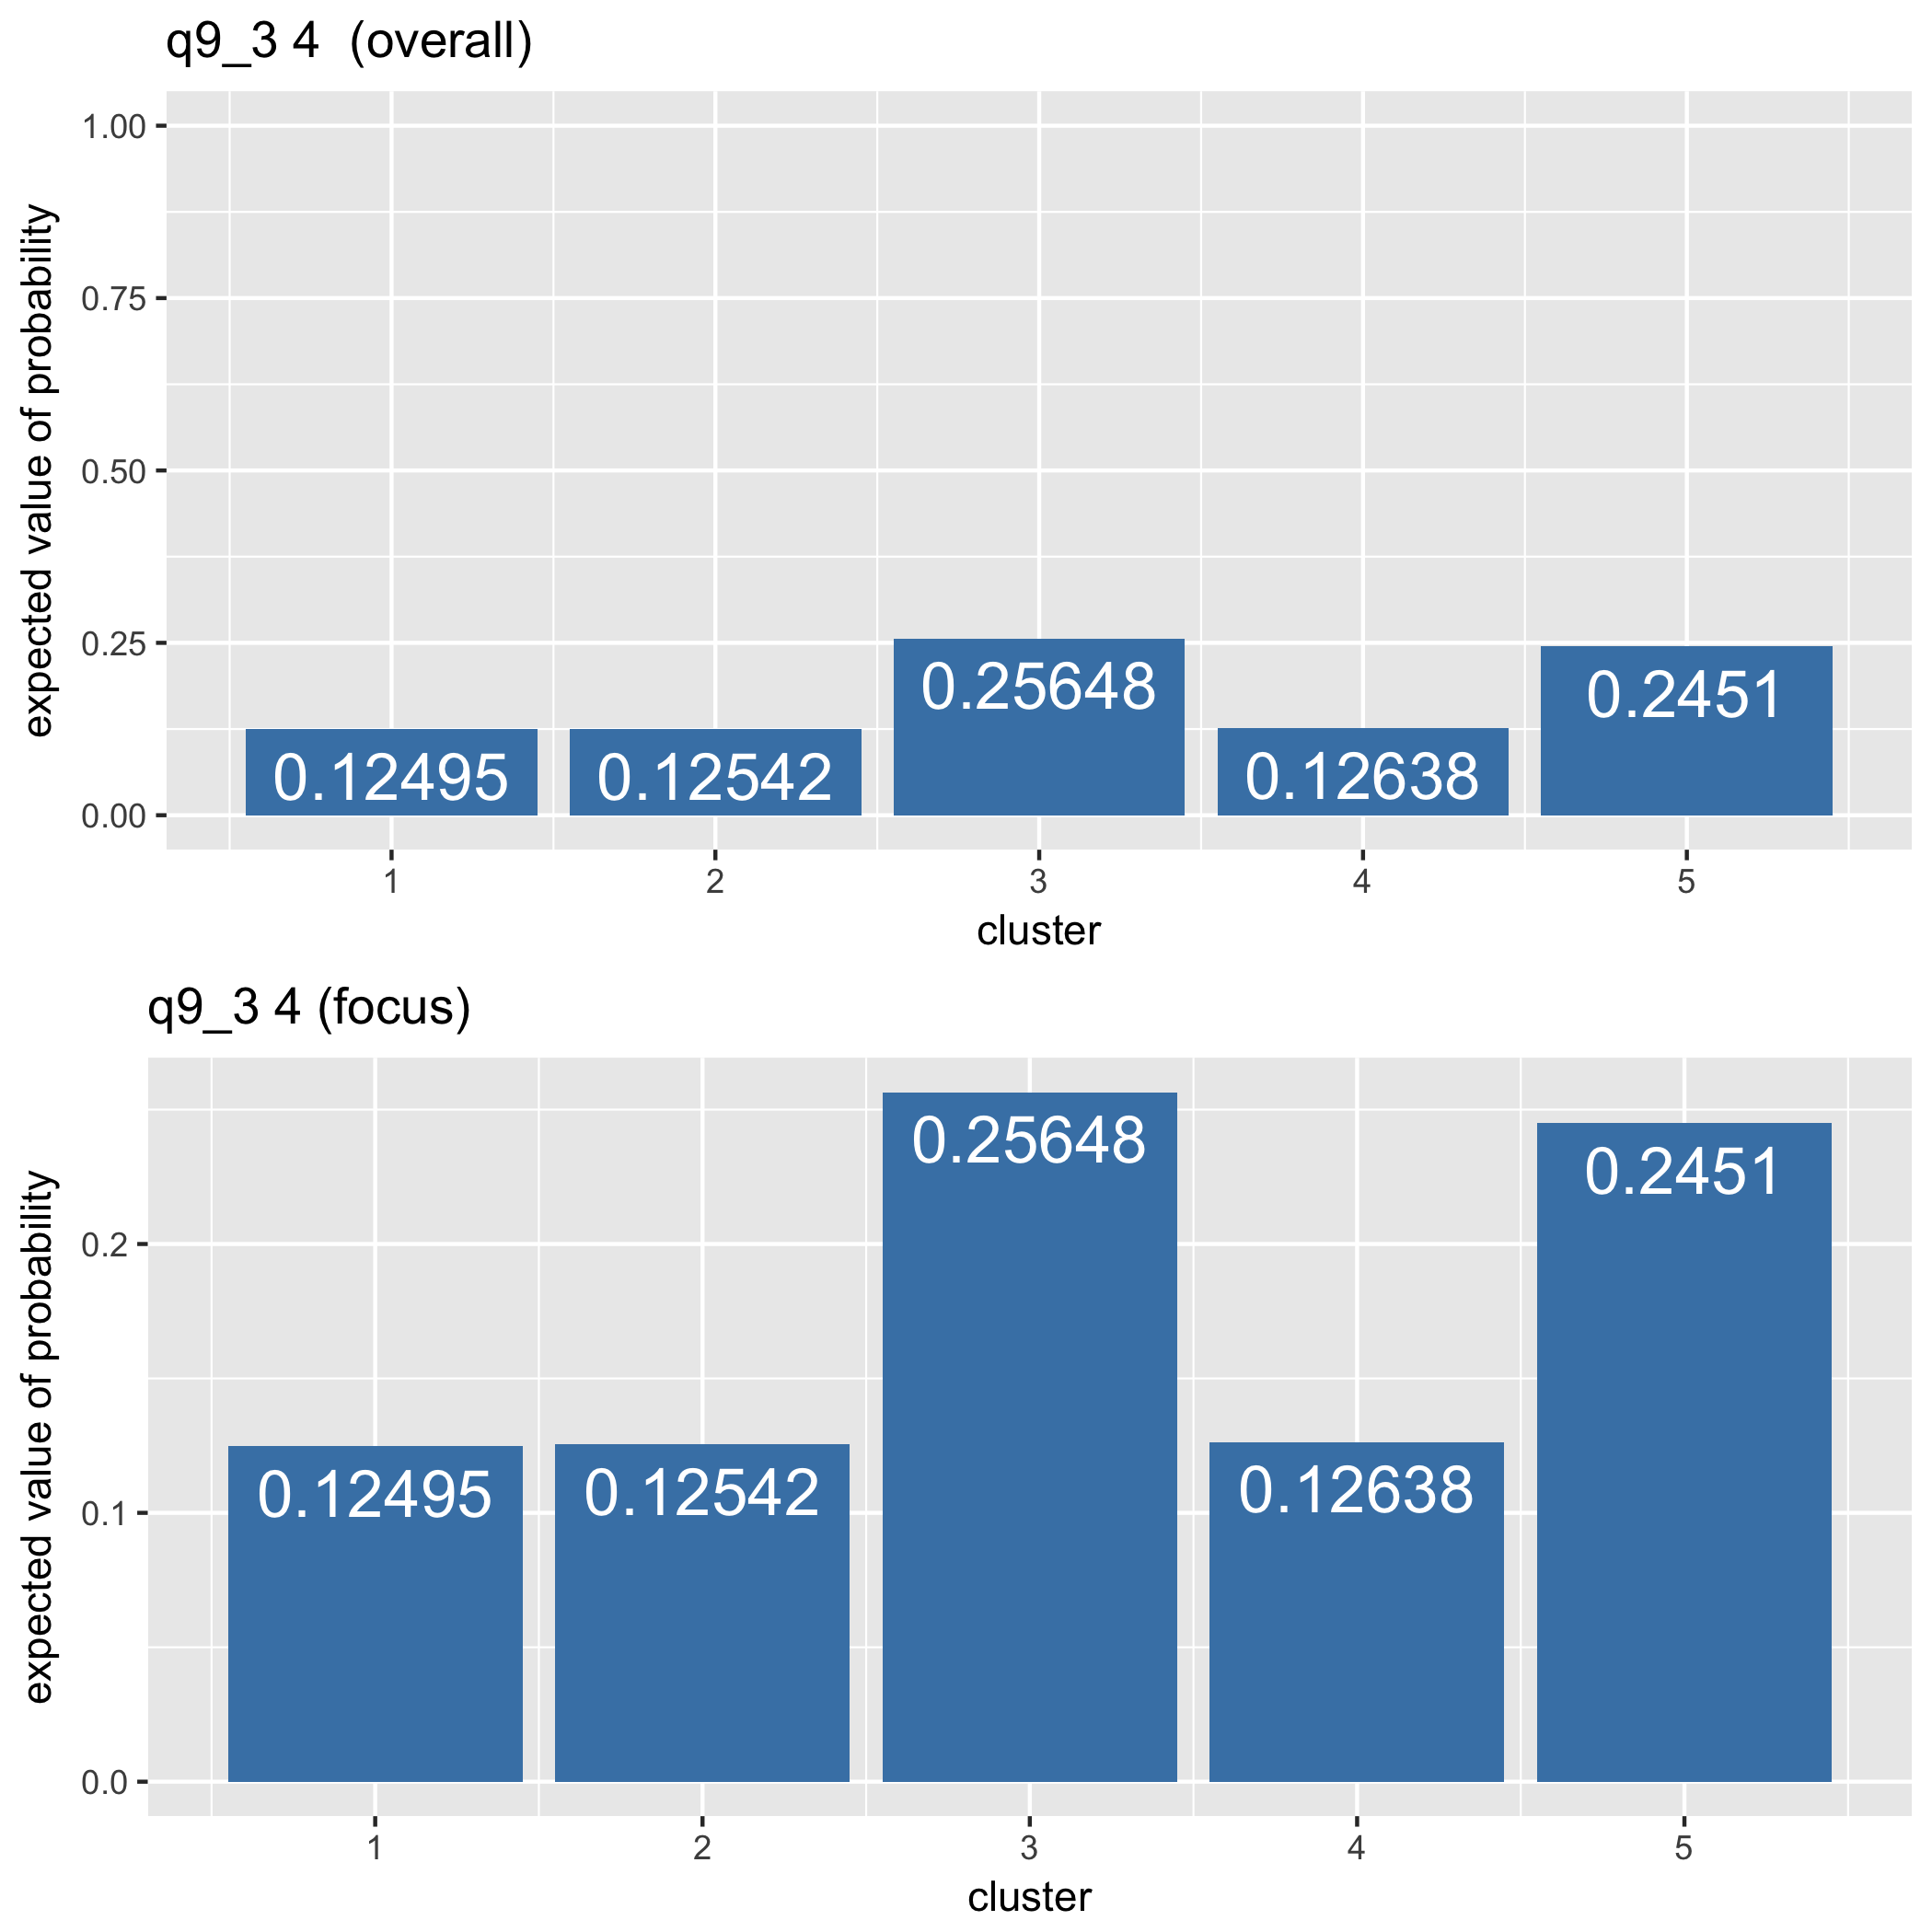 q9_3 4  (overall)
expected value of probability
1.00
0.75
0.50
0.25
0.00
0.12495 0.12542 0.25648 0.12638 0.2451
1 2 3 4 5
cluster
q9_3 4 (focus)
expected value of probability
0.2
0.1
0.0
0.12495 0.12542 0.25648 0.12638 0.2451
1 2 3 4 5
cluster